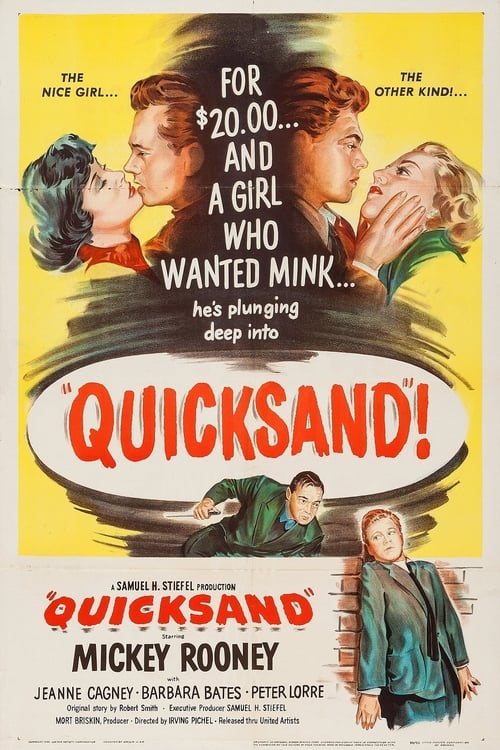 THE
NICE GIRL...
THE
OTHER KIND!...
FOR
$20.00...
AND
A GIRL
WHO
WANTED MINK...
he's plunging
deep into
"QUICKSAND"!
A SAMUEL H. STIEFEL PRODUCTION
"QUICKSAND"
Starring
MICKEY ROONEY
with
JEANNE CAGNEY · BARBARA BATES · PETER LORRE
Original story by Robert Smith · Executive Producer SAMUEL H. STIEFEL
MORT BRISKIN, Producer · Directed by IRVING PICHEL · Released thru United Artists